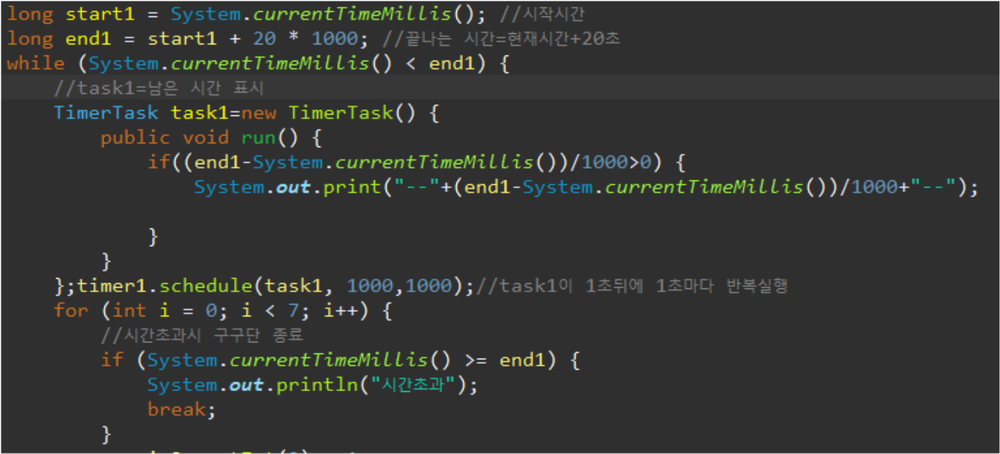 long start1 = System.currentTimeMillis(); //시작시간
long end1 = start1 + 20 * 1000; //끝나는 시간=현재시간+20초
while (System.currentTimeMillis() < end1) {
//task1=남은 시간 표시
TimerTask task1=new TimerTask() {
public void run() {
if((end1-System.currentTimeMillis())/1000>0) {
System.out.print("--"+(end1-System.currentTimeMillis())/1000+"--");
}
}
};timer1.schedule(task1, 1000,1000);//task1이 1초뒤에 1초마다 반복실행
for (int i = 0; i < 7; i++) {
//시간초과시 구구단 종료
if (System.currentTimeMillis() >= end1) {
System.out.println("시간초과");
break;
}